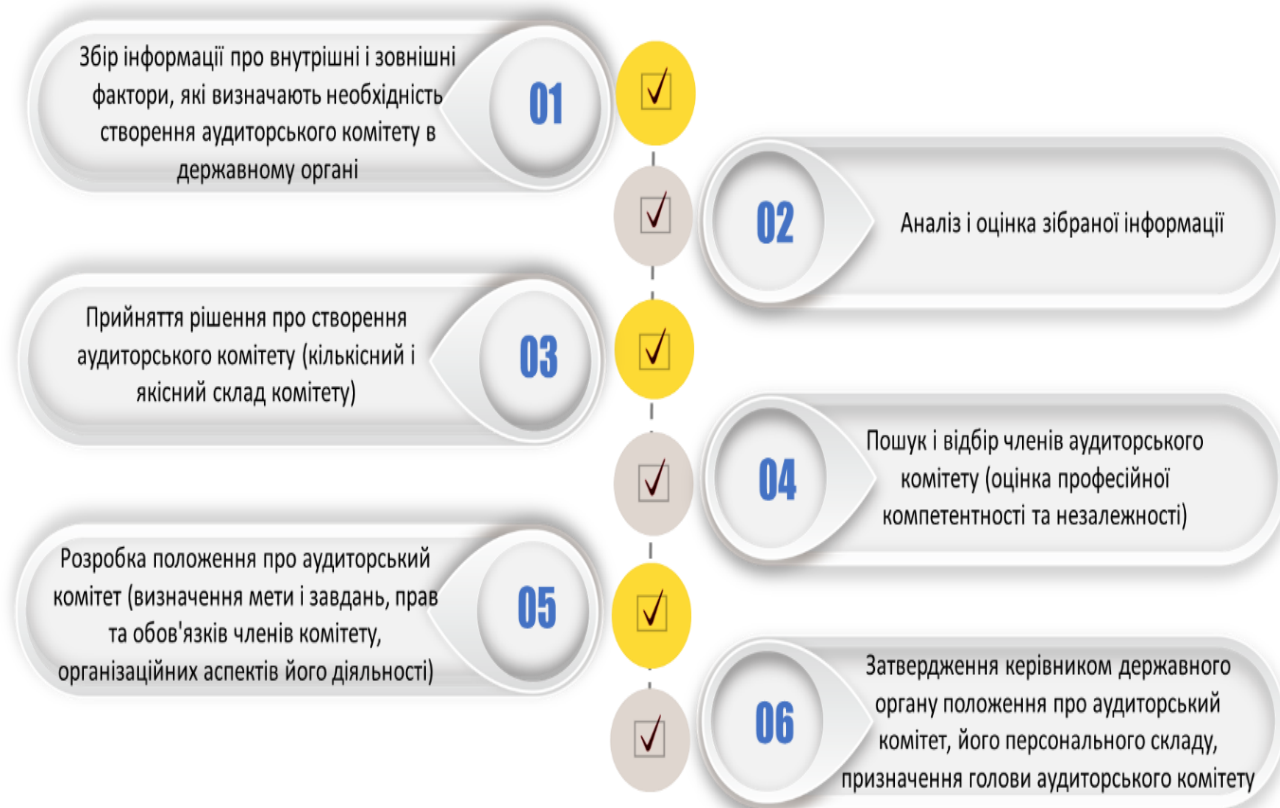 Збір інформації про внутрішні і зовнішні
фактори, які визначають необхідність
створення аудиторського комітету в
державному органі
01
02
Аналіз і оцінка зібраної інформації
Прийняття рішення про створення
аудиторського комітету (кількісний і
якісний склад комітету)
03
04
Пошук і відбір членів аудиторського
комітету (оцінка професійної
компетентності та незалежності)
Розробка положення про аудиторський
комітет (визначення мети і завдань, прав
та обов'язків членів комітету,
організаційних аспектів його діяльності)
05
06
Затвердження керівником державного
органу положення про аудиторський
комітет, його персонального складу,
призначення голови аудиторського комітету